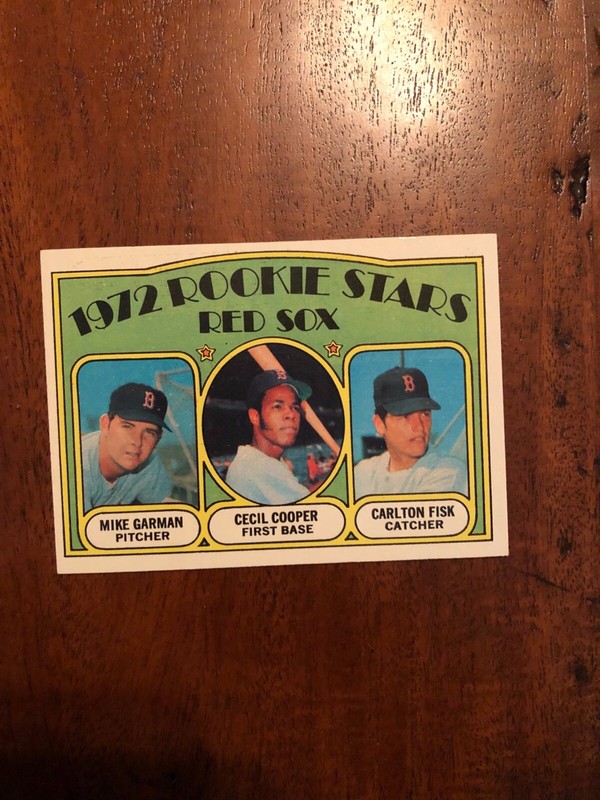 1972 ROOKIE STARS
RED SOX
B
B
B
MIKE GARMAN
PITCHER
CECIL COOPER
FIRST BASE
CARLTON FISK
CATCHER